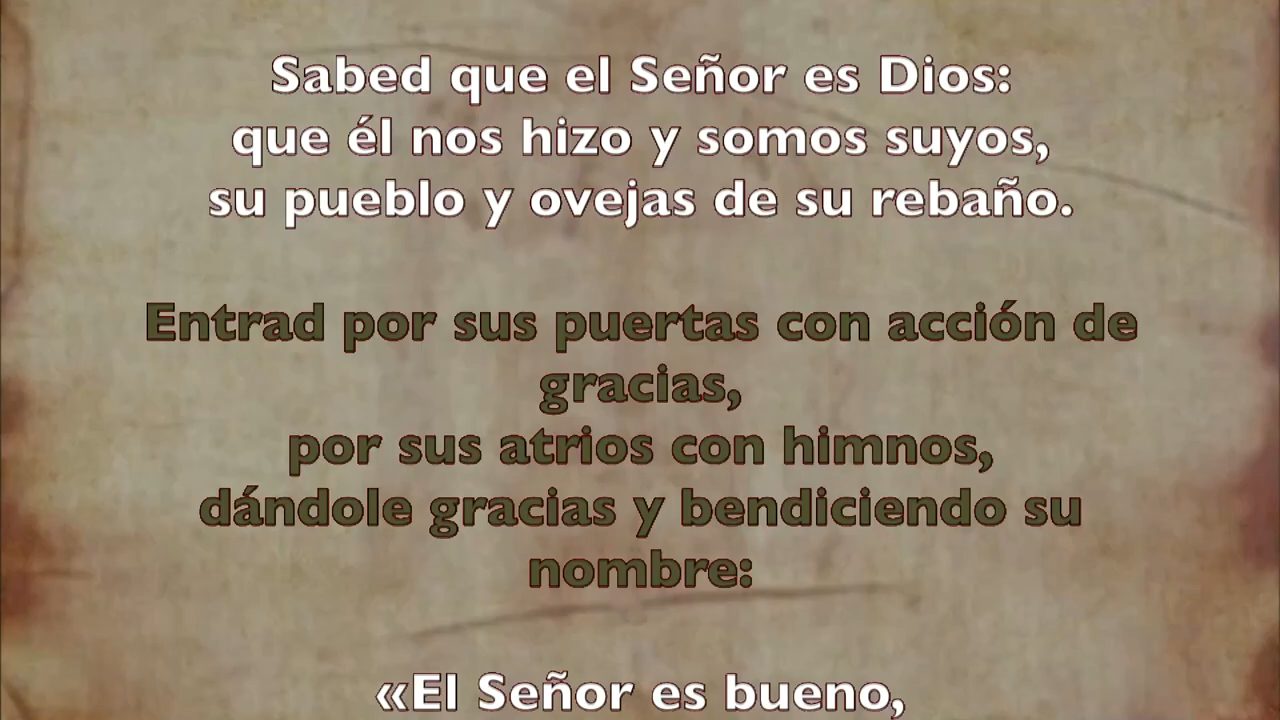 Sabed que el Señor es Dios:
que él nos hizo y somos suyos,
su pueblo y ovejas de su rebaño.
Entrad por sus puertas con acción de
gracias,
por sus atrios con himnos,
dándole gracias y bendiciendo su
nombre:
«El Señor es bueno,